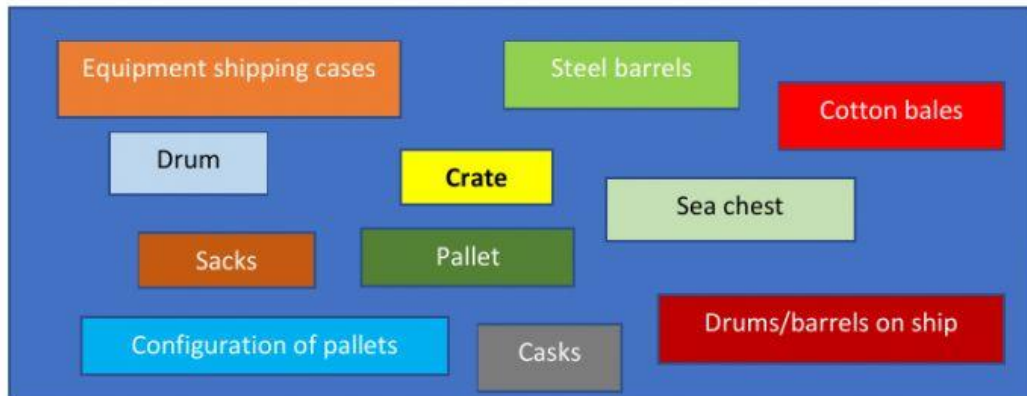 Equipment shipping cases
Steel barrels
Cotton bales
Drum
Crate
Sea chest
Sacks
Pallet
Drums/barrels on ship
Configuration of pallets
Casks